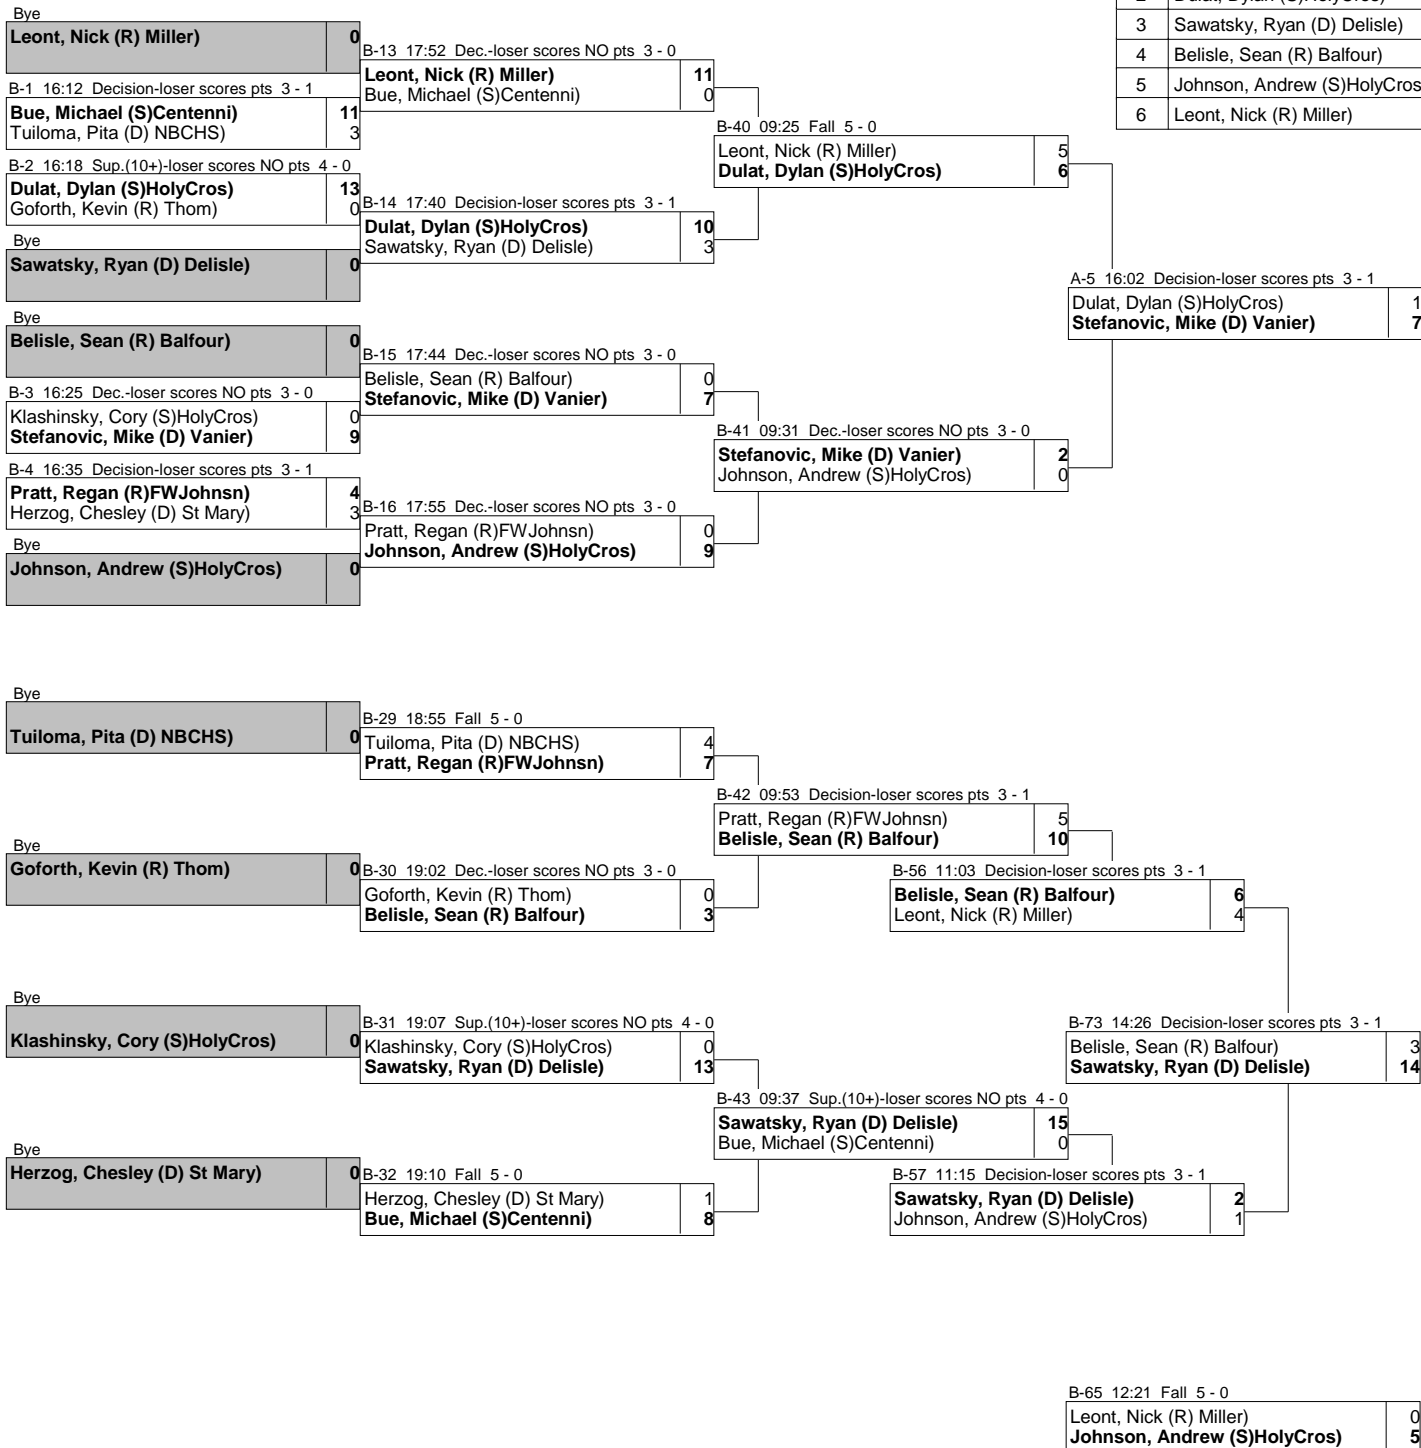 2 Dulat, Dylan (S)HolyCros)
3 Sawatsky, Ryan (D) Delisle)
4 Belisle, Sean (R) Balfour)
5 Johnson, Andrew (S)HolyCros
6 Leont, Nick (R) Miller)
Bye
Leont, Nick (R) Miller) 0
B-1 16:12 Decision-loser scores pts 3 - 1
Bue, Michael (S)Centenni) 11
Tuiloma, Pita (D) NBCHS) 3
B-2 16:18 Sup.(10+)-loser scores NO pts 4 - 0
Dulat, Dylan (S)HolyCros) 13
Goforth, Kevin (R) Thom) 0
Bye
Sawatsky, Ryan (D) Delisle) 0
Bye
Belisle, Sean (R) Balfour) 0
B-3 16:25 Dec.-loser scores NO pts 3 - 0
Klashinsky, Cory (S)HolyCros) 0
Stefanovic, Mike (D) Vanier) 9
B-4 16:35 Decision-loser scores pts 3 - 1
Pratt, Regan (R)FWJohnsn) 4
Herzog, Chesley (D) St Mary) 3
Bye
Johnson, Andrew (S)HolyCros) 0
B-13 17:52 Dec.-loser scores NO pts 3 - 0
Leont, Nick (R) Miller) 11
Bue, Michael (S)Centenni) 0
B-14 17:40 Decision-loser scores pts 3 - 1
Dulat, Dylan (S)HolyCros) 10
Sawatsky, Ryan (D) Delisle) 3
B-15 17:44 Dec.-loser scores NO pts 3 - 0
Belisle, Sean (R) Balfour) 0
Stefanovic, Mike (D) Vanier) 7
B-16 17:55 Dec.-loser scores NO pts 3 - 0
Pratt, Regan (R)FWJohnsn) 0
Johnson, Andrew (S)HolyCros) 9
B-40 09:25 Fall 5 - 0
Leont, Nick (R) Miller) 5
Dulat, Dylan (S)HolyCros) 6
B-41 09:31 Dec.-loser scores NO pts 3 - 0
Stefanovic, Mike (D) Vanier) 2
Johnson, Andrew (S)HolyCros) 0
A-5 16:02 Decision-loser scores pts 3 - 1
Dulat, Dylan (S)HolyCros) 1
Stefanovic, Mike (D) Vanier) 7
Bye
Tuiloma, Pita (D) NBCHS) 0
Bye
Goforth, Kevin (R) Thom) 0
Bye
Klashinsky, Cory (S)HolyCros) 0
Bye
Herzog, Chesley (D) St Mary) 0
B-29 18:55 Fall 5 - 0
Tuiloma, Pita (D) NBCHS) 4
Pratt, Regan (R)FWJohnsn) 7
B-30 19:02 Dec.-loser scores NO pts 3 - 0
Goforth, Kevin (R) Thom) 0
Belisle, Sean (R) Balfour) 3
B-31 19:07 Sup.(10+)-loser scores NO pts 4 - 0
Klashinsky, Cory (S)HolyCros) 0
Sawatsky, Ryan (D) Delisle) 13
B-32 19:10 Fall 5 - 0
Herzog, Chesley (D) St Mary) 1
Bue, Michael (S)Centenni) 8
B-42 09:53 Decision-loser scores pts 3 - 1
Pratt, Regan (R)FWJohnsn) 5
Belisle, Sean (R) Balfour) 10
B-43 09:37 Sup.(10+)-loser scores NO pts 4 - 0
Sawatsky, Ryan (D) Delisle) 15
Bue, Michael (S)Centenni) 0
B-56 11:03 Decision-loser scores pts 3 - 1
Belisle, Sean (R) Balfour) 6
Leont, Nick (R) Miller) 4
B-57 11:15 Decision-loser scores pts 3 - 1
Sawatsky, Ryan (D) Delisle) 2
Johnson, Andrew (S)HolyCros) 1
B-73 14:26 Decision-loser scores pts 3 - 1
Belisle, Sean (R) Balfour) 3
Sawatsky, Ryan (D) Delisle) 14
B-65 12:21 Fall 5 - 0
Leont, Nick (R) Miller) 0
Johnson, Andrew (S)HolyCros) 5